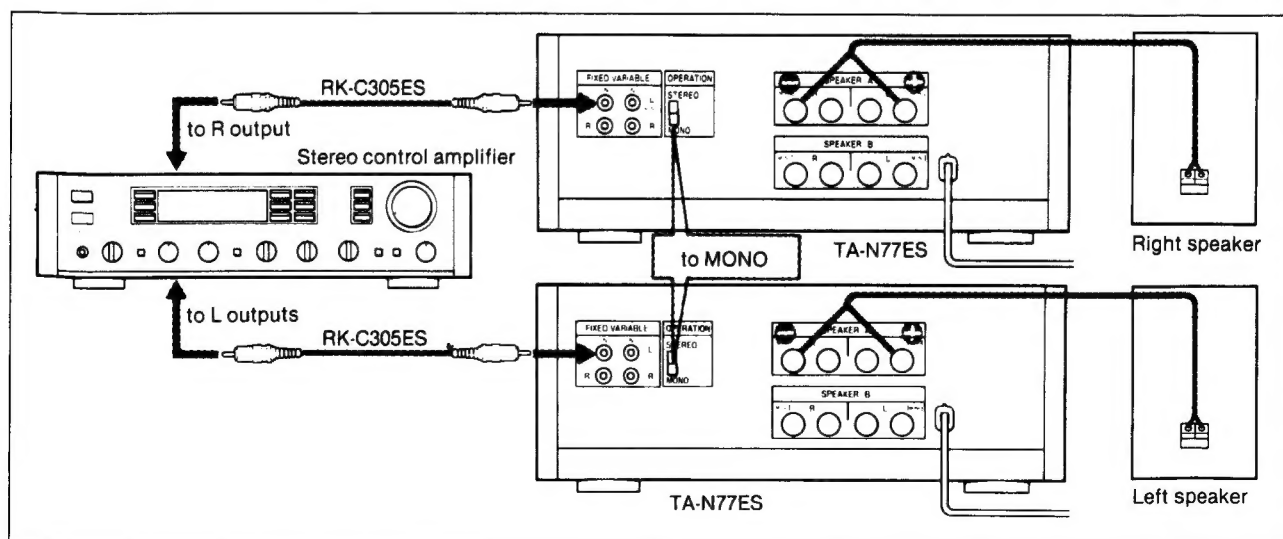 RK-C305ES
to R output
Stereo control amplifier
FIXED VARIABLE
OPERATION
STEREO
L
R
R
MONO
SPEAKER A
SPEAKER B
R
L
TA-N77ES
Right speaker
to MONO
to L outputs
RK-C305ES
FIXED VARIABLE
OPERATION
STEREO
L
R
R
MONO
SPEAKER A
SPEAKER B
R
L
TA-N77ES
Left speaker